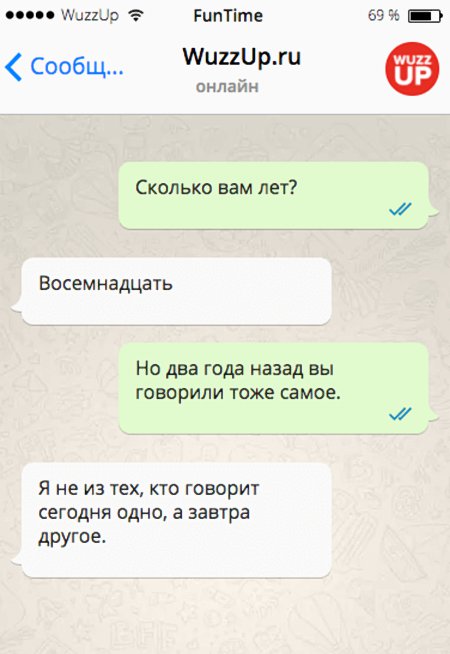 WuzzUp FunTime 69 %
Сообщ... WuzzUp.ru WUZZ
онлайн UP
Сколько вам лет?
Восемнадцать
Но два года назад вы
говорили тоже самое.
Я не из тех, кто говорит
сегодня одно, а завтра
другое.